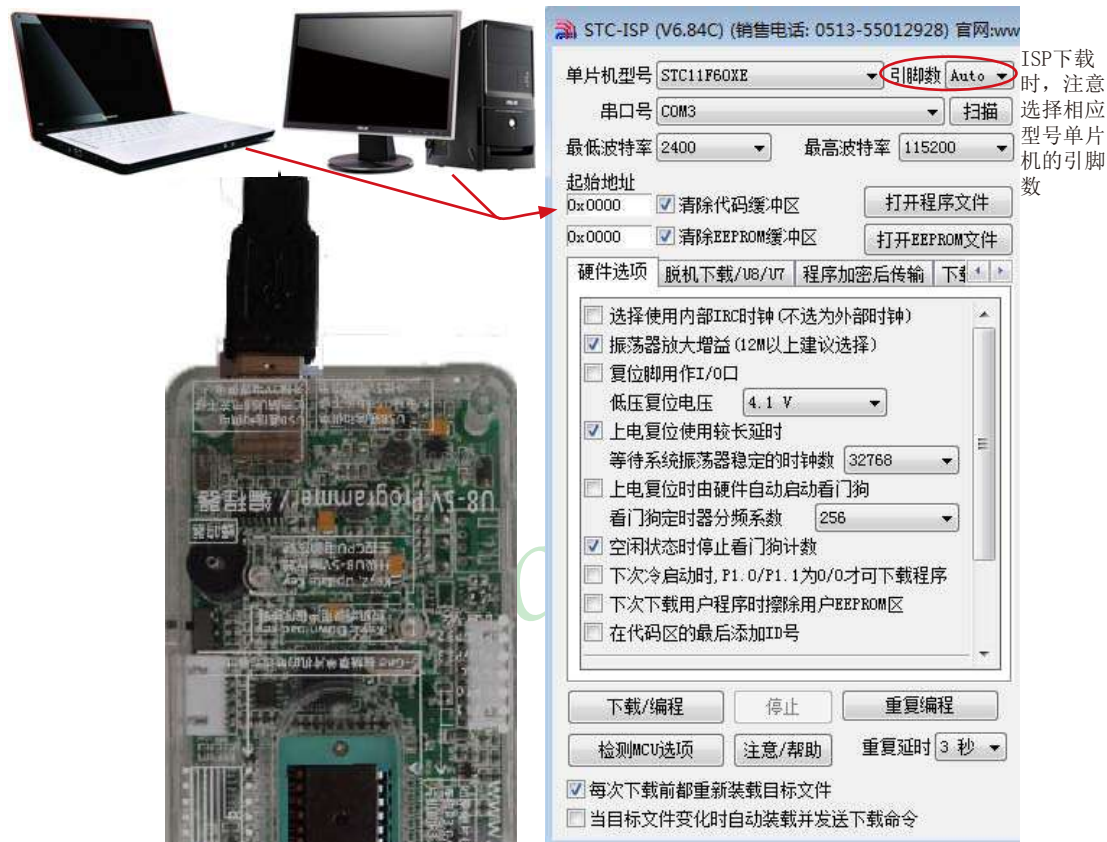 STC-ISP (V6.84C) (销售电话: 0513-55012928) 官网:www
单片机型号 STC11F60XE 引脚数 Auto
串口号 COM3 扫描
最低波特率 2400 最高波特率 115200
起始地址
0x0000 清除代码缓冲区 打开程序文件
0x0000 清除EEPROM缓冲区 打开EEPROM文件
硬件选项 脱机下载/U8/U7 程序加密后传输
选择使用内部IRC时钟(不选为外部时钟)
振荡器放大增益(12M以上建议选择)
复位脚用作I/O口
低压复位电压 4.1 V
上电复位使用较长延时
等待系统振荡器稳定的时钟数 32768
上电复位时由硬件自动启动看门狗
看门狗定时器分频系数 256
空闲状态时停止看门狗计数
下次冷启动时,P1.0/P1.1为0/0才可下载程序
下次下载用户程序时擦除用户EEPROM区
在代码区的最后添加ID号
下载/编程 停止 重复编程
检测MCU选项 注意/帮助 重复延时 3 秒
每次下载前都重新装载目标文件
当目标文件变化时自动装载并发送下载命令
ISP下载
时，注意
选择相应
型号单片
机的引脚
数
U8-5V Programmer / 编程器
蜂鸣器